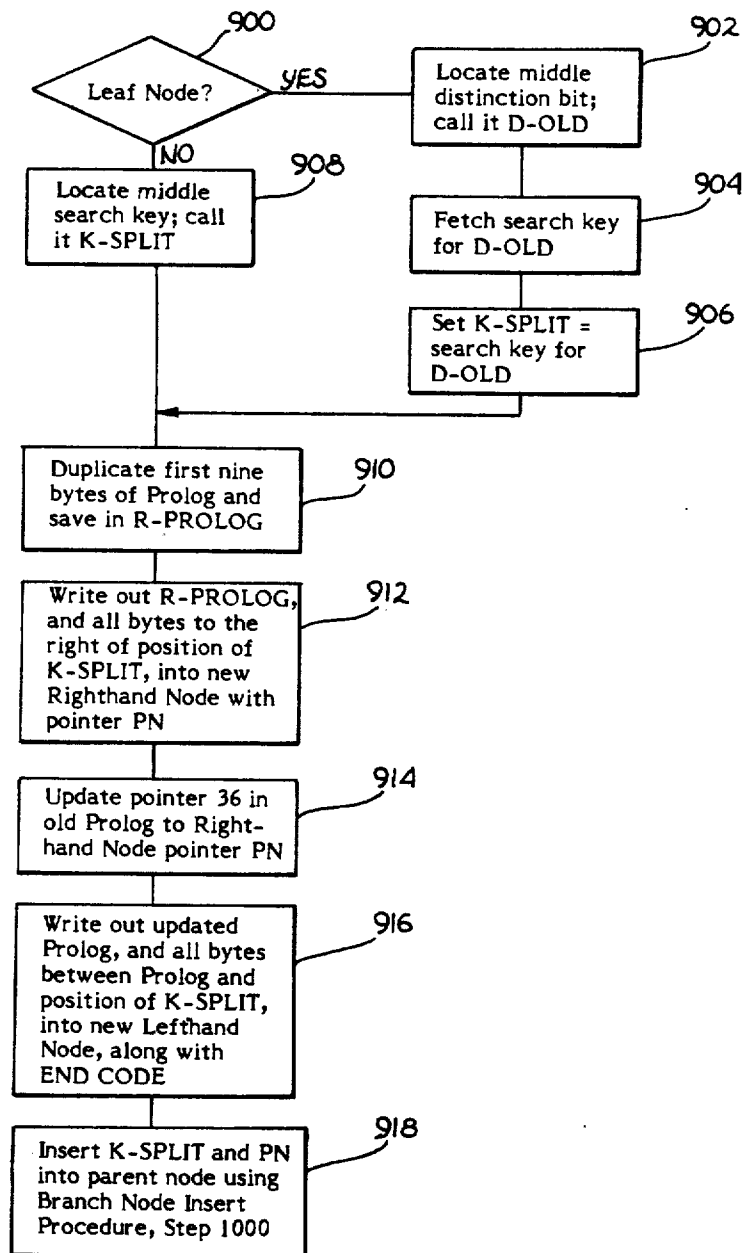 900
Leaf Node?
YES
NO
902
Locate middle
distinction bit;
call it D-OLD
908
Locate middle
search key; call
it K-SPLIT
904
Fetch search key
for D-OLD
906
Set K-SPLIT =
search key for
D-OLD
910
Duplicate first nine
bytes of Prolog and
save in R-PROLOG
912
Write out R-PROLOG,
and all bytes to the
right of position of
K-SPLIT, into new
Righthand Node with
pointer PN
914
Update pointer 36 in
old Prolog to Right-
hand Node pointer PN
916
Write out updated
Prolog, and all bytes
between Prolog and
position of K-SPLIT,
into new Lefthand
Node, along with
END CODE
918
Insert K-SPLIT and PN
into parent node using
Branch Node Insert
Procedure, Step 1000